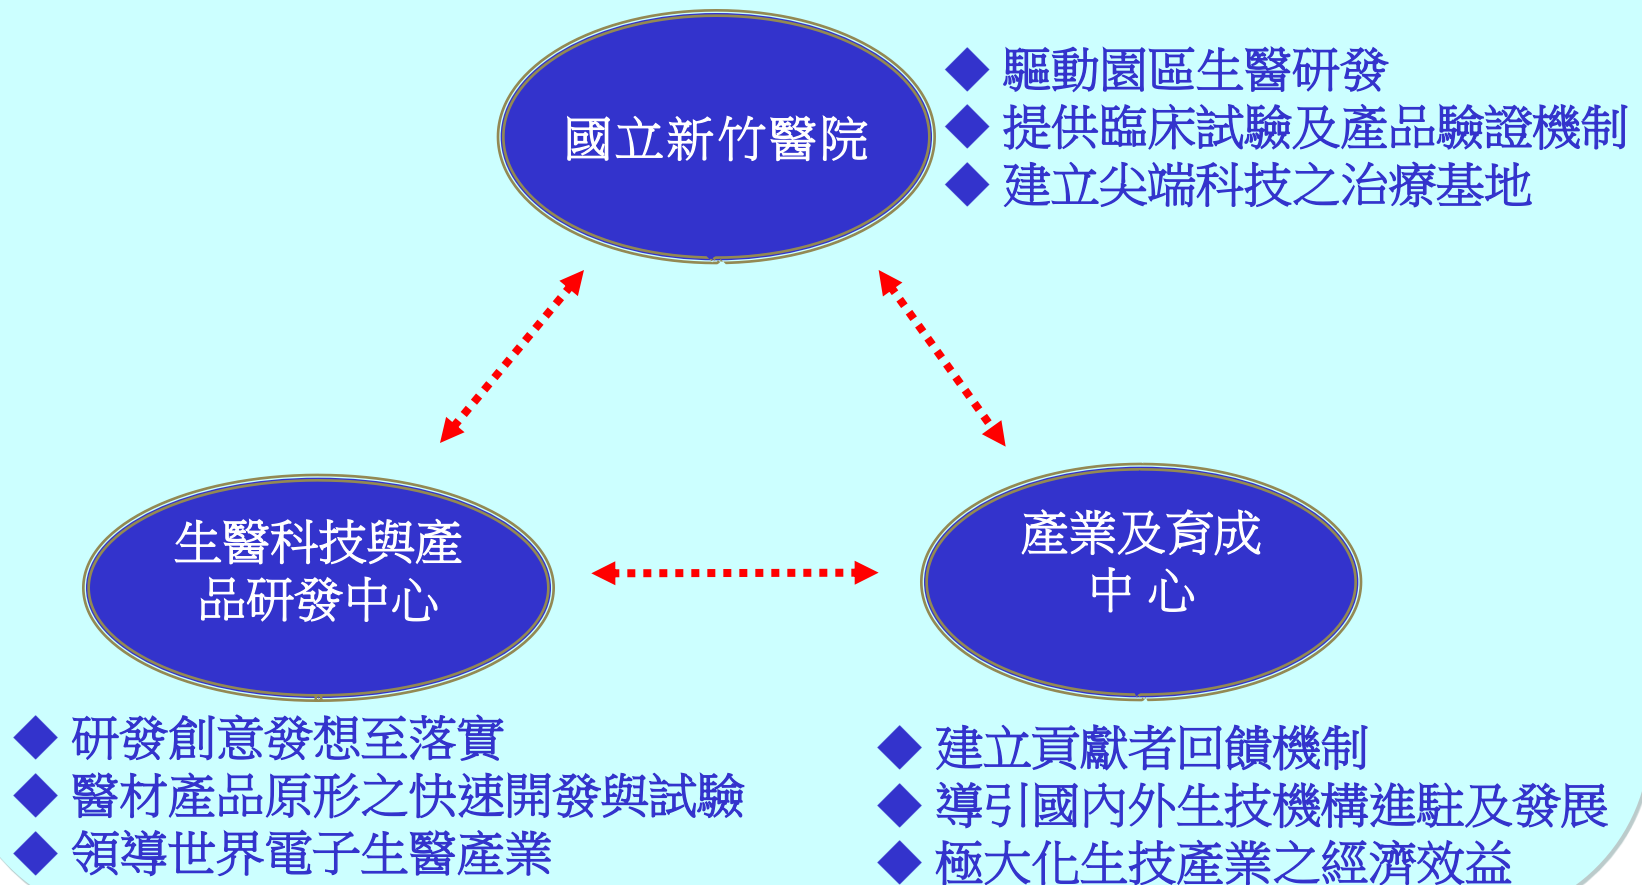 國立新竹醫院
◆ 驅動園區生醫研發
◆ 提供臨床試驗及產品驗證機制
◆ 建立尖端科技之治療基地
生醫科技與產
品研發中心
產業及育成
中 心
◆ 研發創意發想至落實
◆ 醫材產品原形之快速開發與試驗
◆ 領導世界電子生醫產業
◆ 建立貢獻者回饋機制
◆ 導引國內外生技機構進駐及發展
◆ 極大化生技產業之經濟效益